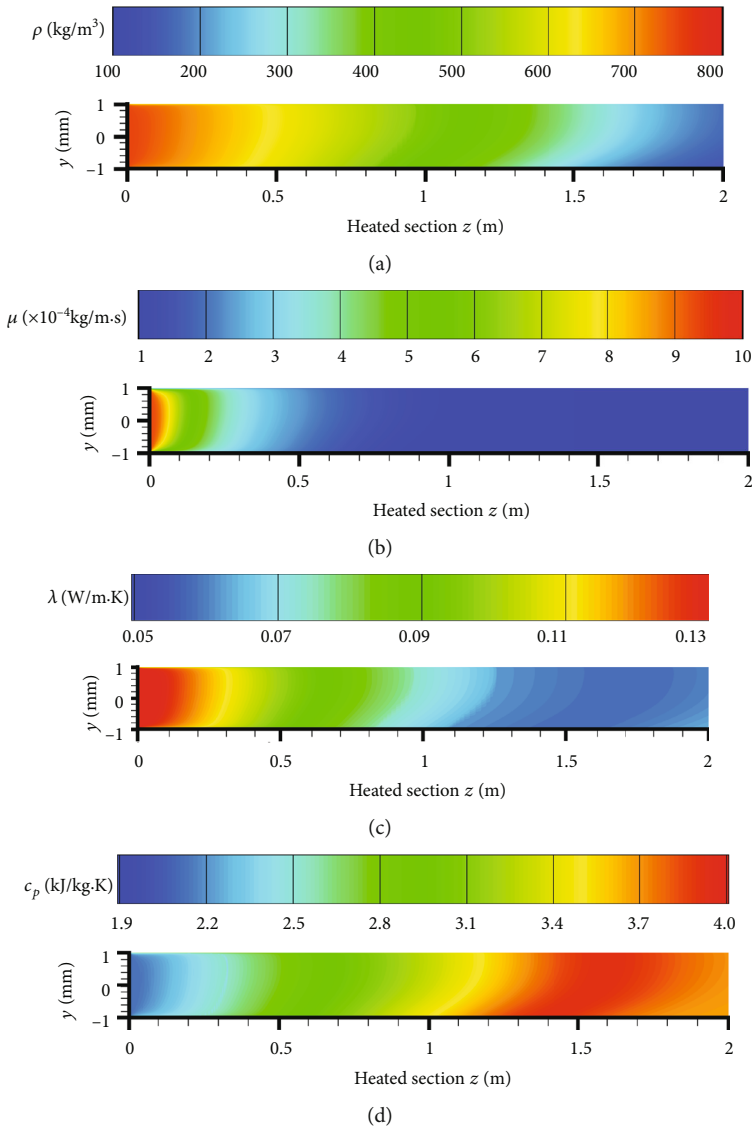 ρ (kg/m³)
100 200 300 400 500 600 700 800
y (mm)
1
0
−1
0 0.5 1 1.5 2
Heated section z (m)
(a)
μ (×10⁻⁴kg/m·s)
1 2 3 4 5 6 7 8 9 10
y (mm)
1
0
−1
0 0.5 1 1.5 2
Heated section z (m)
(b)
λ (W/m·K)
0.05 0.07 0.09 0.11 0.13
y (mm)
1
0
−1
0 0.5 1 1.5 2
Heated section z (m)
(c)
cₚ (kJ/kg·K)
1.9 2.2 2.5 2.8 3.1 3.4 3.7 4.0
y (mm)
1
0
−1
0 0.5 1 1.5 2
Heated section z (m)
(d)